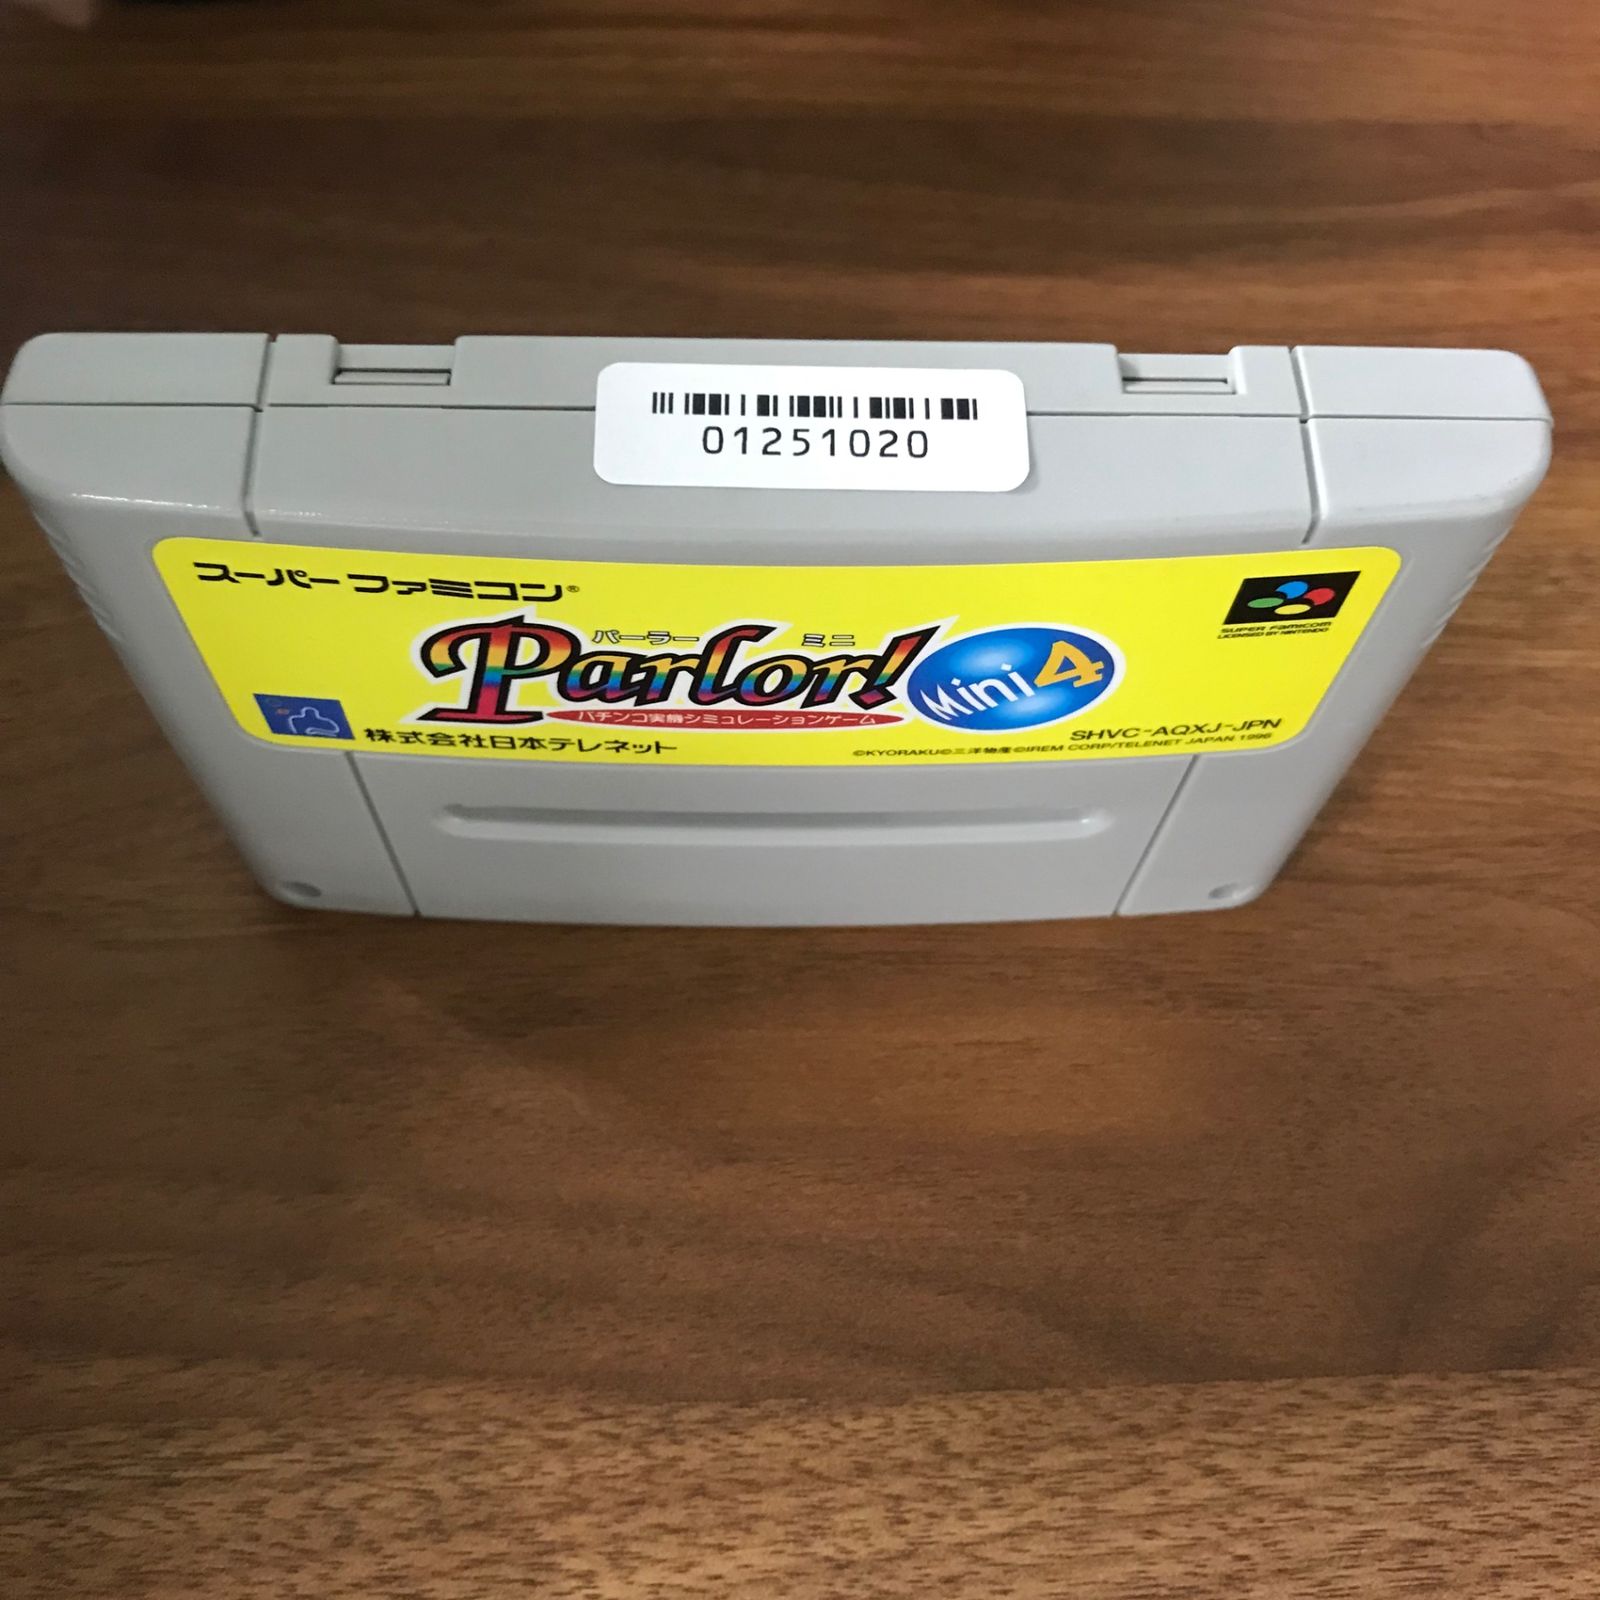 01251020
スーパーファミコン®
SUPER FAMICOM
LICENSED BY NINTENDO
パーラー ミニ
Parlor! Mini 4
パチンコ実機シミュレーションゲーム
株式会社日本テレネット
SHVC-AQXJ-JPN
©KYORAKU©三洋物産©IREM CORP/TELENET JAPAN 1996